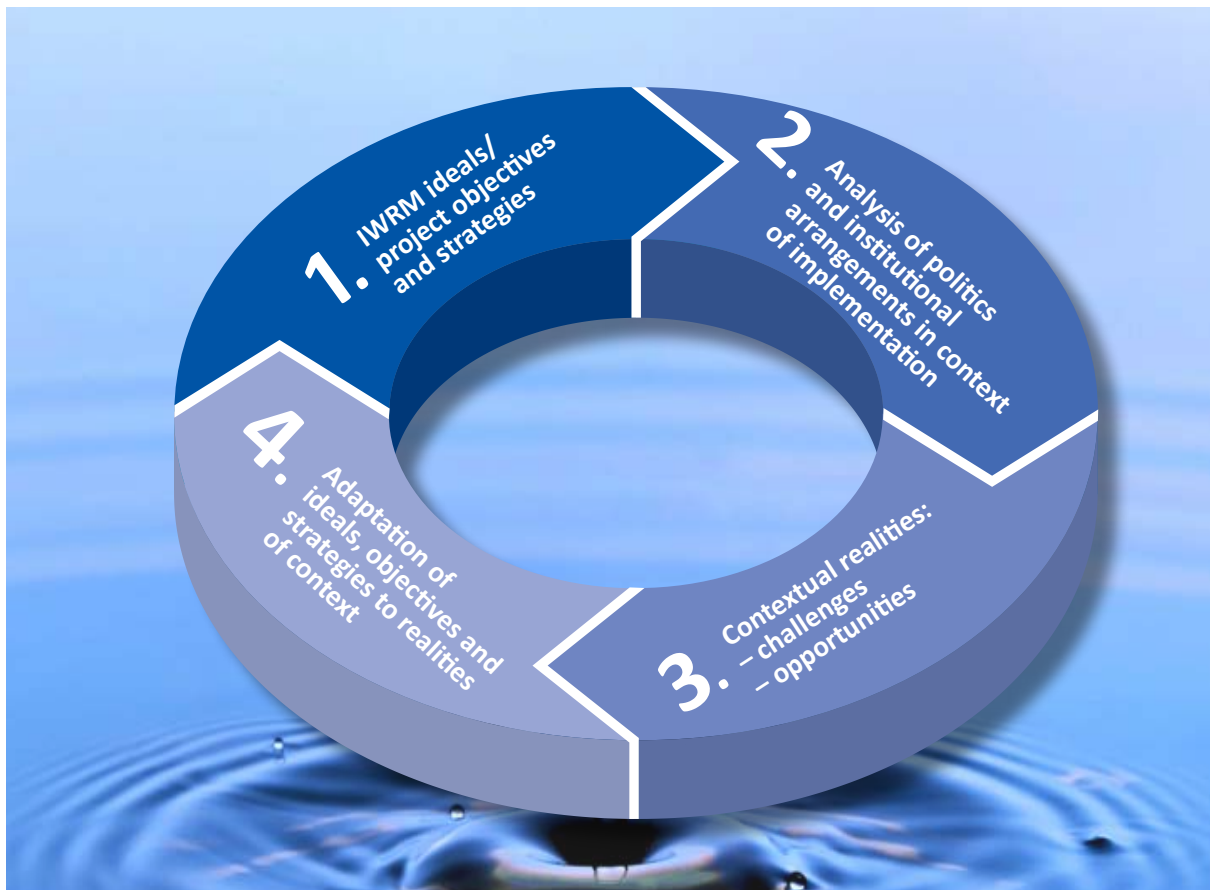 1.
IWRM ideals/
project objectives
and strategies
2.
Analysis of politics
and institutional
arrangements in context
of implementation
3.
Contextual realities:
– challenges
– opportunities
4.
Adaptation of
ideals, objectives and
strategies to realities
of context